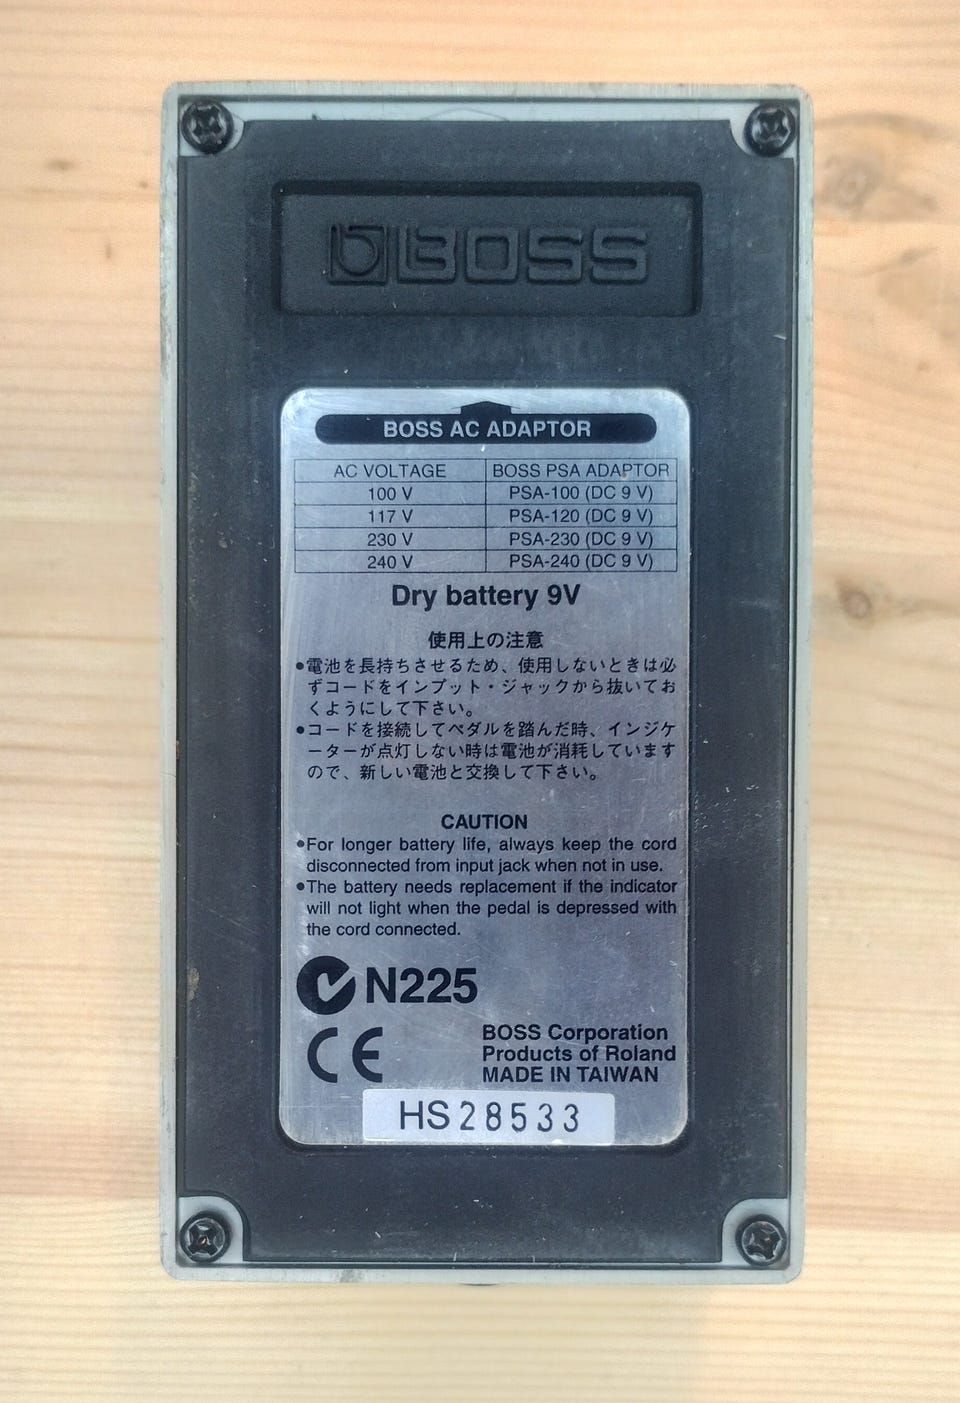 BOSS
BOSS AC ADAPTOR
AC VOLTAGE BOSS PSA ADAPTOR
100 V PSA-100 (DC 9 V)
117 V PSA-120 (DC 9 V)
230 V PSA-230 (DC 9 V)
240 V PSA-240 (DC 9 V)
Dry battery 9V
使用上の注意
●電池を長持ちさせるため、使用しないときは必
ずコードをインプット・ジャックから抜いてお
くようにして下さい。
●コードを接続してペダルを踏んだ時、インジケ
ーターが点灯しない時は電池が消耗しています
ので、新しい電池と交換して下さい。
CAUTION
●For longer battery life, always keep the cord
disconnected from input jack when not in use.
●The battery needs replacement if the indicator
will not light when the pedal is depressed with
the cord connected.
N225
CE
BOSS Corporation
Products of Roland
MADE IN TAIWAN
HS28533